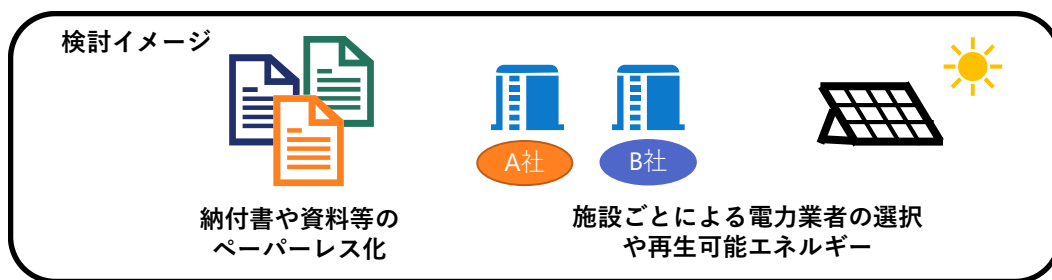 検討イメージ
A社
B社
納付書や資料等の
ペーパーレス化
施設ごとによる電力業者の選択
や再生可能エネルギー